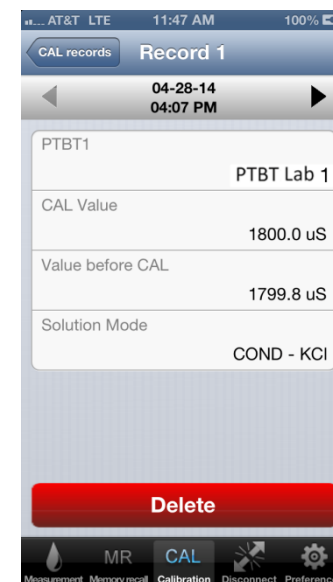 AT&T LTE 11:47 AM 100%
CAL records Record 1
04-28-14
04:07 PM
PTBT1
PTBT Lab 1
CAL Value
1800.0 uS
Value before CAL
1799.8 uS
Solution Mode
COND - KCl
Delete
MR CAL
Measurement Memory recall Calibration Disconnect Preferenc